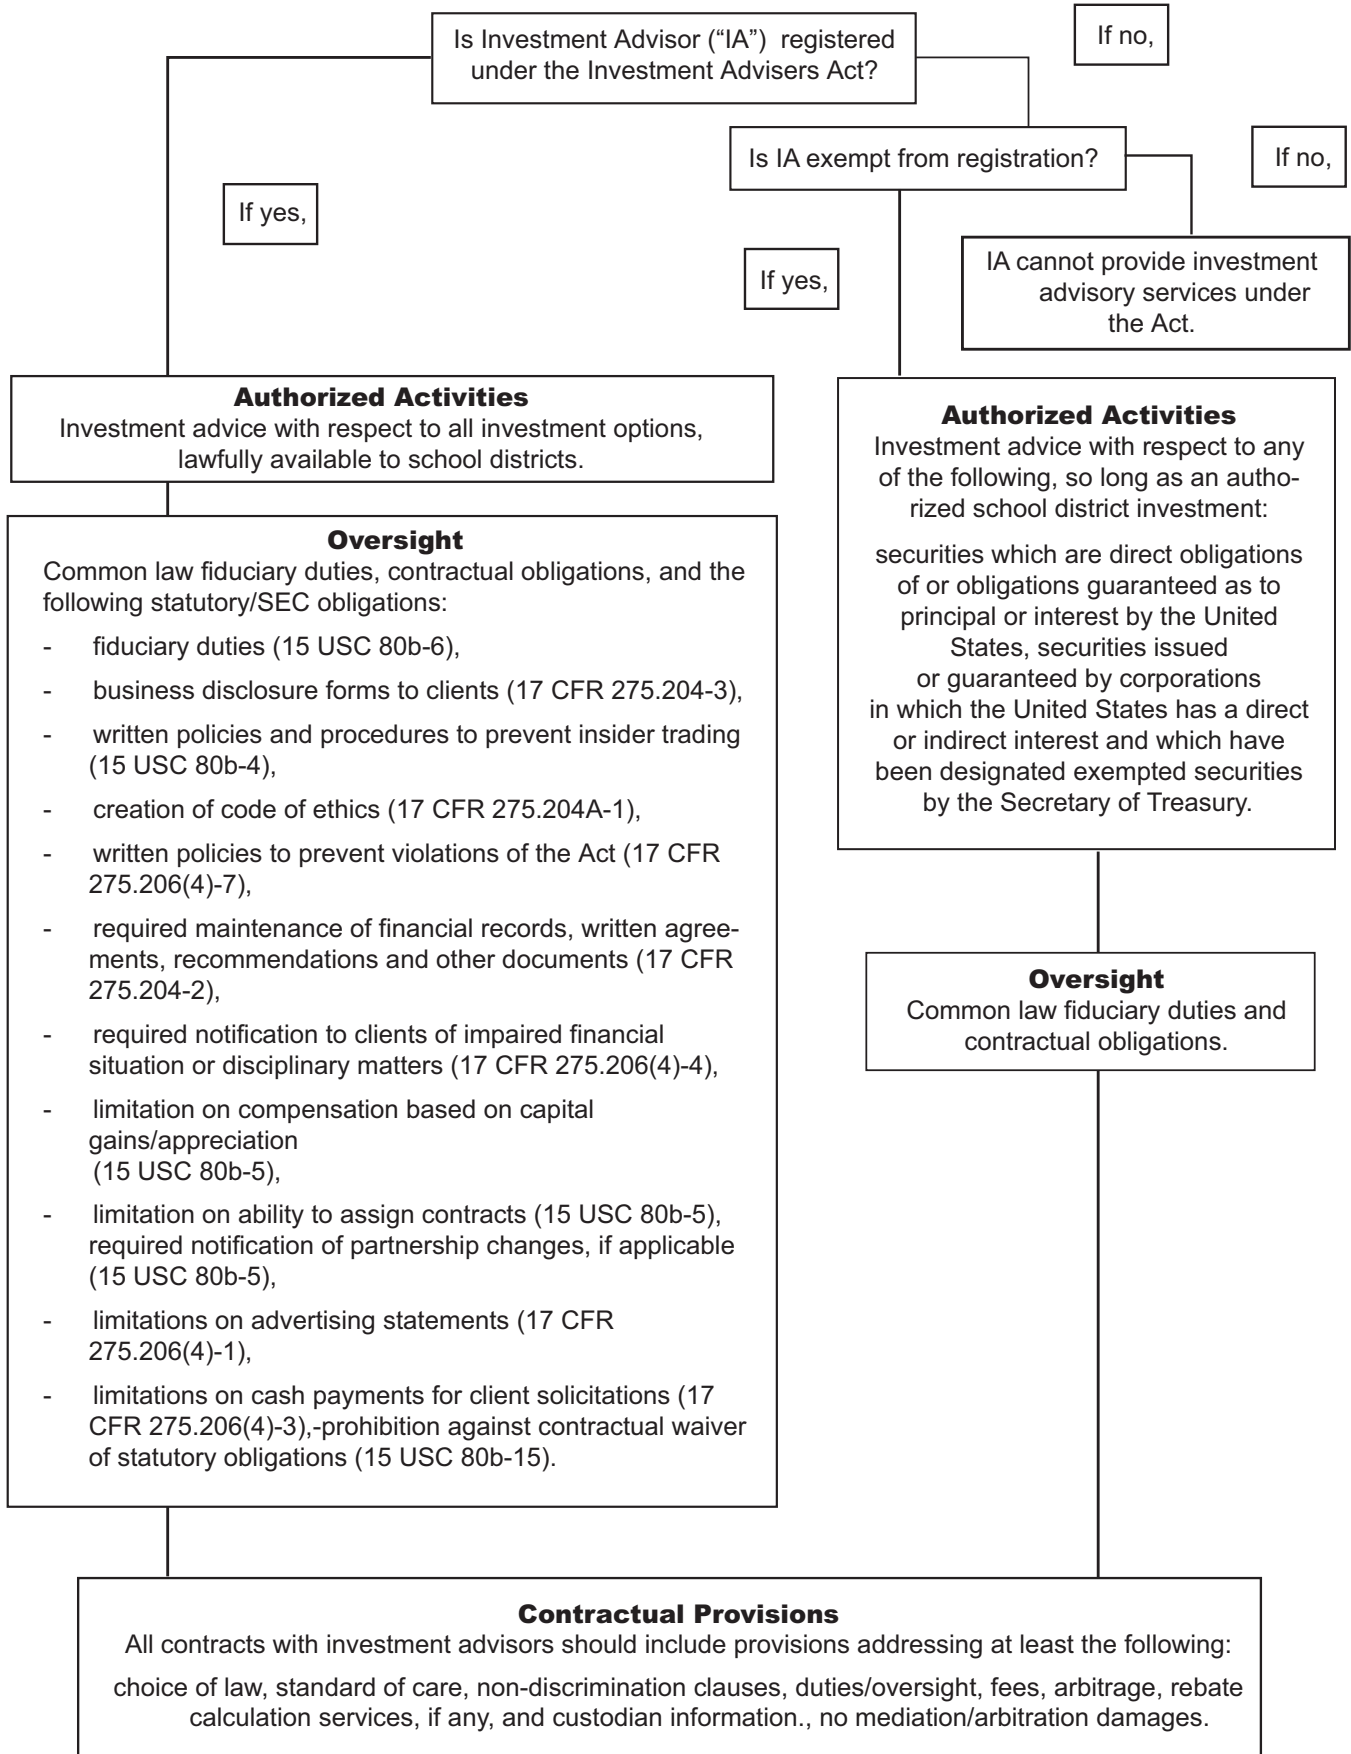 Is Investment Advisor (“IA”) registered
under the Investment Advisers Act?
If no,
Is IA exempt from registration?
If no,
If yes,
If yes,
IA cannot provide investment
advisory services under
the Act.
Authorized Activities
Investment advice with respect to all investment options,
lawfully available to school districts.
Authorized Activities
Investment advice with respect to any
of the following, so long as an autho-
rized school district investment:
securities which are direct obligations
of or obligations guaranteed as to
principal or interest by the United
States, securities issued
or guaranteed by corporations
in which the United States has a direct
or indirect interest and which have
been designated exempted securities
by the Secretary of Treasury.
Oversight
Common law fiduciary duties, contractual obligations, and the
following statutory/SEC obligations:
- fiduciary duties (15 USC 80b-6),
- business disclosure forms to clients (17 CFR 275.204-3),
- written policies and procedures to prevent insider trading
(15 USC 80b-4),
- creation of code of ethics (17 CFR 275.204A-1),
- written policies to prevent violations of the Act (17 CFR
275.206(4)-7),
- required maintenance of financial records, written agree-
ments, recommendations and other documents (17 CFR
275.204-2),
- required notification to clients of impaired financial
situation or disciplinary matters (17 CFR 275.206(4)-4),
- limitation on compensation based on capital
gains/appreciation
(15 USC 80b-5),
- limitation on ability to assign contracts (15 USC 80b-5),
required notification of partnership changes, if applicable
(15 USC 80b-5),
- limitations on advertising statements (17 CFR
275.206(4)-1),
- limitations on cash payments for client solicitations (17
CFR 275.206(4)-3),-prohibition against contractual waiver
of statutory obligations (15 USC 80b-15).
Oversight
Common law fiduciary duties and
contractual obligations.
Contractual Provisions
All contracts with investment advisors should include provisions addressing at least the following:
choice of law, standard of care, non-discrimination clauses, duties/oversight, fees, arbitrage, rebate
calculation services, if any, and custodian information., no mediation/arbitration damages.